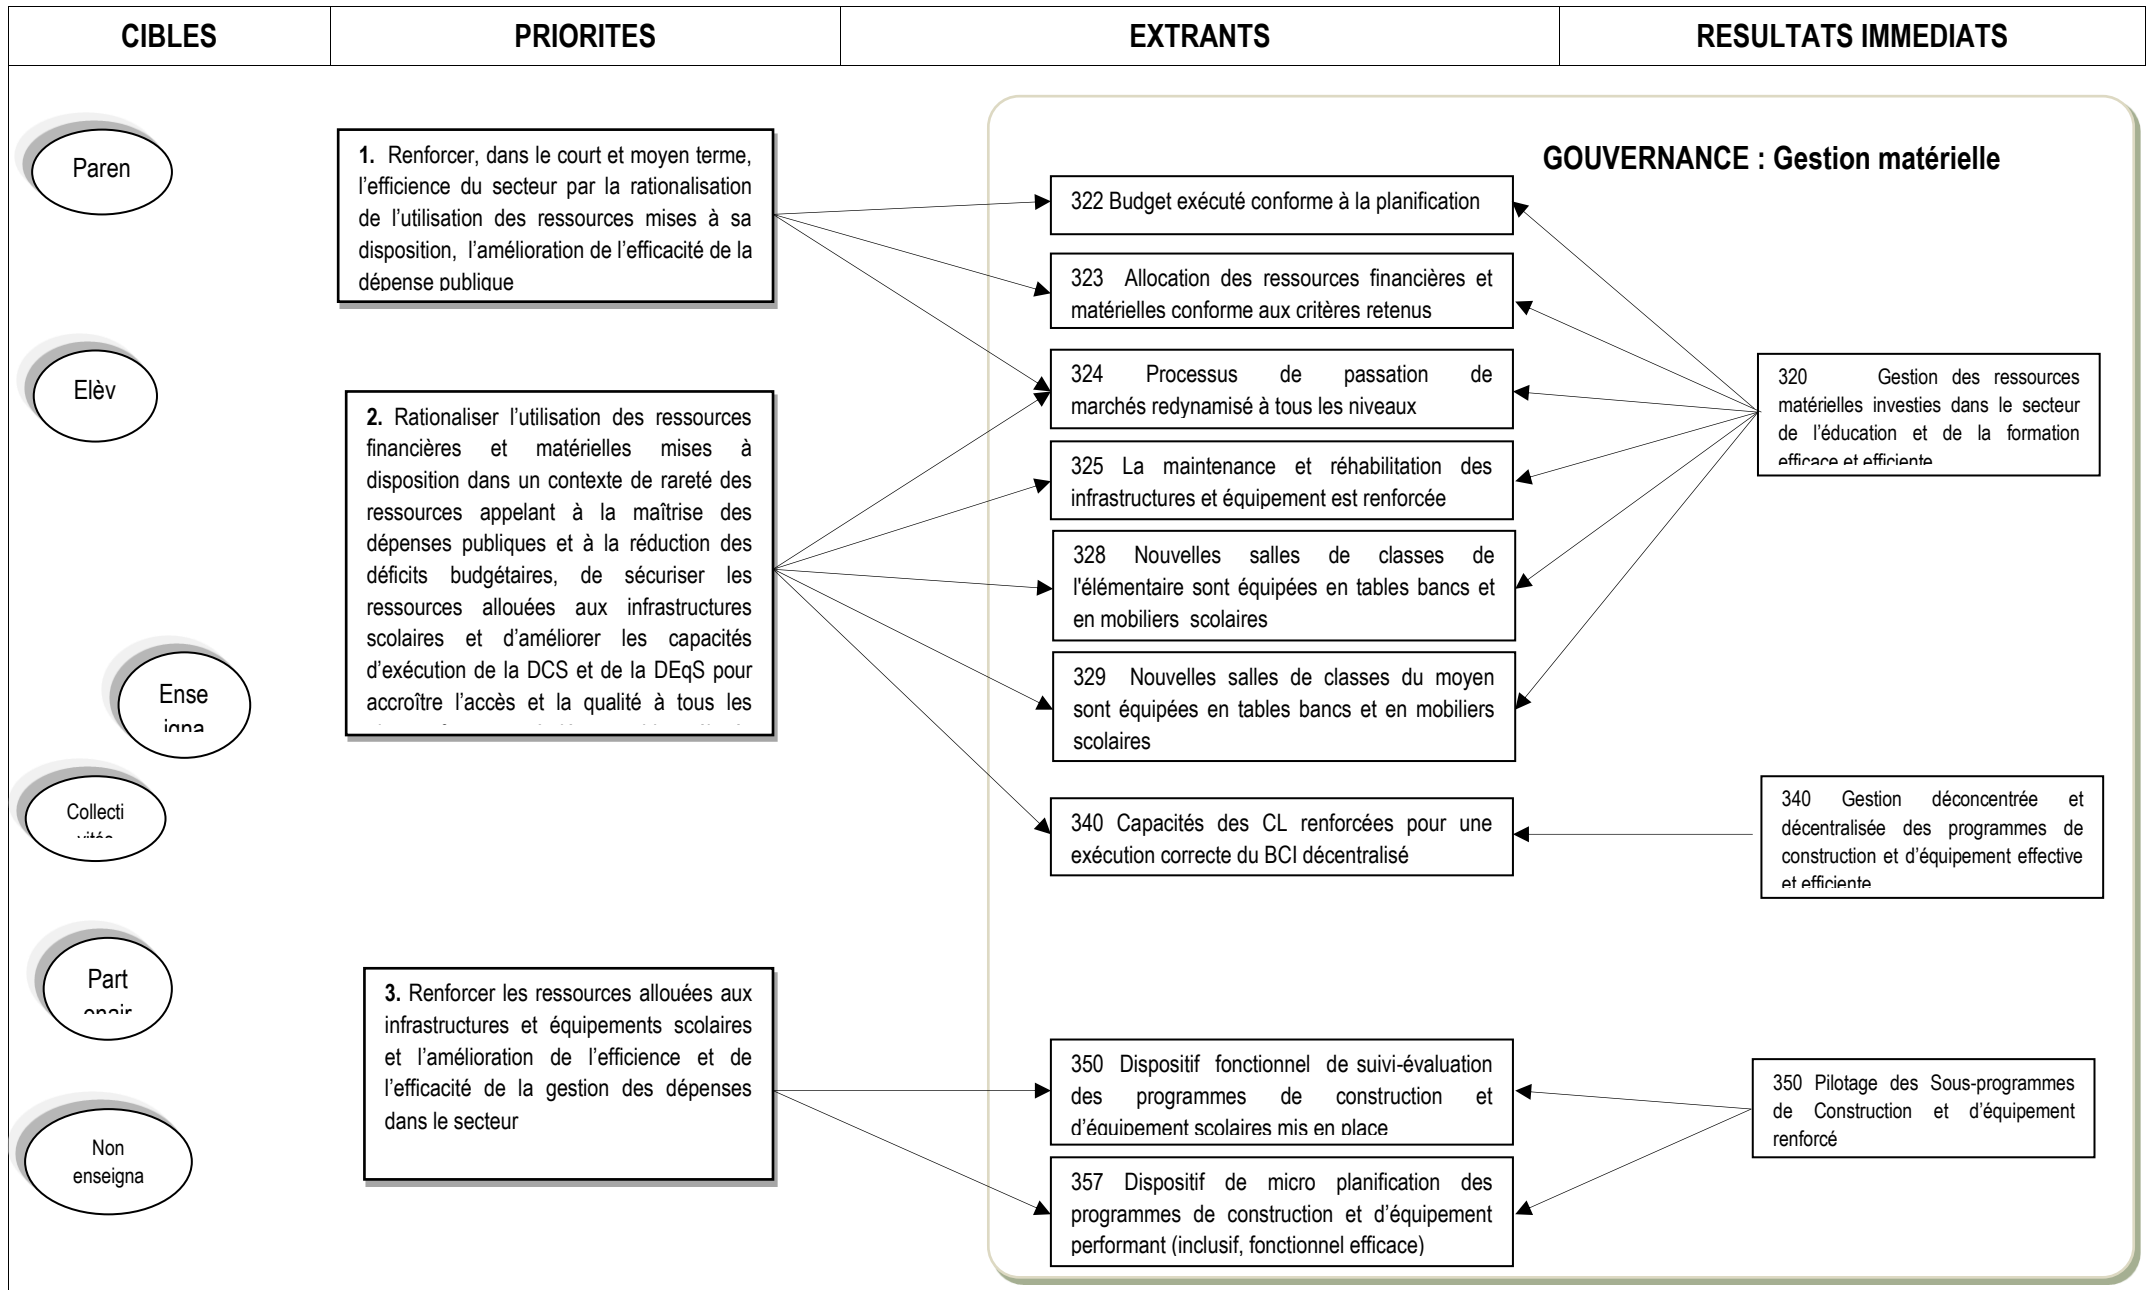 CIBLES
PRIORITES
EXTRANTS
RESULTATS IMMEDIATS
Paren
Elèv
Ense
igna
Collecti
vités
Part
enair
Non
enseigna
1. Renforcer, dans le court et moyen terme,
l'efficience du secteur par la rationalisation
de l'utilisation des ressources mises à sa
disposition, l'amélioration de l'efficacité de la
dépense publique
2. Rationaliser l'utilisation des ressources
financières et matérielles mises à
disposition dans un contexte de rareté des
ressources appelant à la maîtrise des
dépenses publiques et à la réduction des
déficits budgétaires, de sécuriser les
ressources allouées aux infrastructures
scolaires et d'améliorer les capacités
d'exécution de la DCS et de la DEqS pour
accroître l'accès et la qualité à tous les
3. Renforcer les ressources allouées aux
infrastructures et équipements scolaires
et l'amélioration de l'efficience et de
l'efficacité de la gestion des dépenses
dans le secteur
GOUVERNANCE : Gestion matérielle
322 Budget exécuté conforme à la planification
323 Allocation des ressources financières et
matérielles conforme aux critères retenus
324 Processus de passation de
marchés redynamisé à tous les niveaux
325 La maintenance et réhabilitation des
infrastructures et équipement est renforcée
328 Nouvelles salles de classes de
l'élémentaire sont équipées en tables bancs et
en mobiliers scolaires
329 Nouvelles salles de classes du moyen
sont équipées en tables bancs et en mobiliers
scolaires
340 Capacités des CL renforcées pour une
exécution correcte du BCI décentralisé
350 Dispositif fonctionnel de suivi-évaluation
des programmes de construction et
d'équipement scolaires mis en place
357 Dispositif de micro planification des
programmes de construction et d'équipement
performant (inclusif, fonctionnel efficace)
320 Gestion des ressources
matérielles investies dans le secteur
de l'éducation et de la formation
efficace et efficiente
340 Gestion déconcentrée et
décentralisée des programmes de
construction et d'équipement effective
et efficiente
350 Pilotage des Sous-programmes
de Construction et d'équipement
renforcé